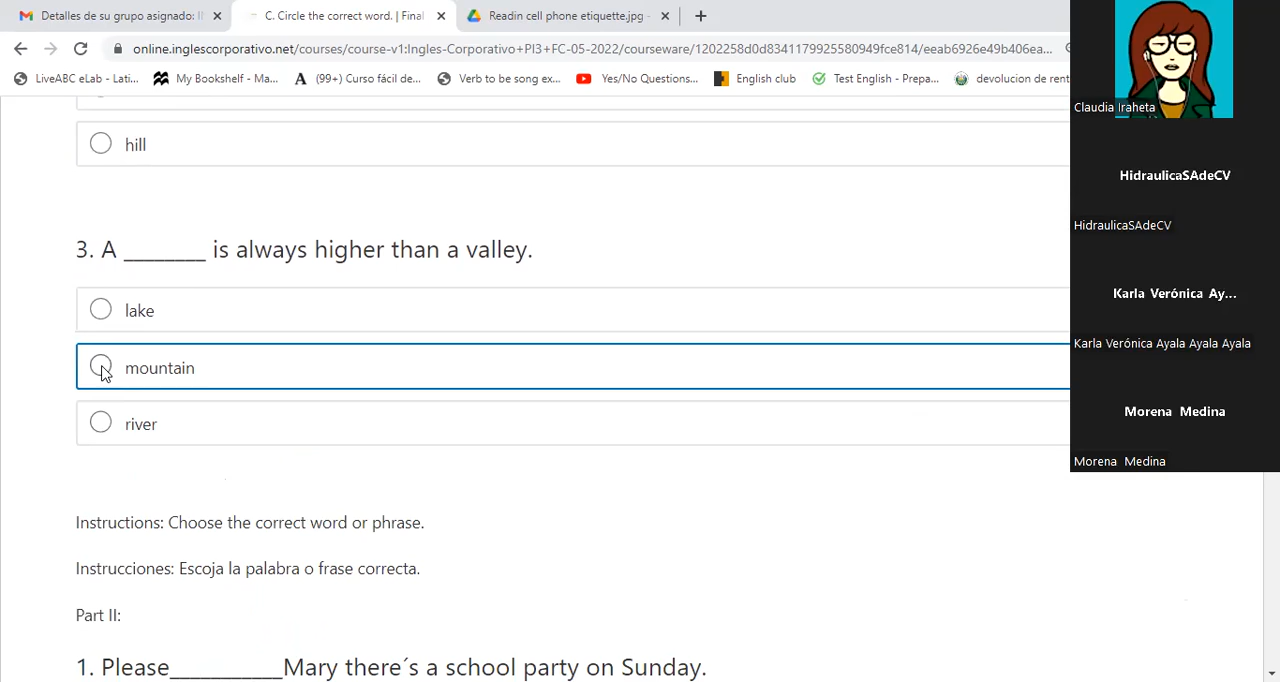 Detalles de su grupo asignado: II
C. Circle the correct word. | Final
Readin cell phone etiquette.jpg -
online.inglescorporativo.net/courses/course-v1:Ingles-Corporativo+PI3+FC-05-2022/courseware/1202258d0d8341179925580949fce814/eeab6926e49b406ea...
LiveABC eLab - Lati...
My Bookshelf - Ma...
(99+) Curso fácil de...
Verb to be song ex...
Yes/No Questions...
English club
Test English - Prepa...
devolucion de rent
hill
3. A ________ is always higher than a valley.
lake
mountain
river
Instructions: Choose the correct word or phrase.
Instrucciones: Escoja la palabra o frase correcta.
Part II:
1. Please__________Mary there´s a school party on Sunday.
Claudia Iraheta
HidraulicaSAdeCV
HidraulicaSAdeCV
Karla Verónica Ay...
Karla Verónica Ayala Ayala Ayala
Morena Medina
Morena Medina